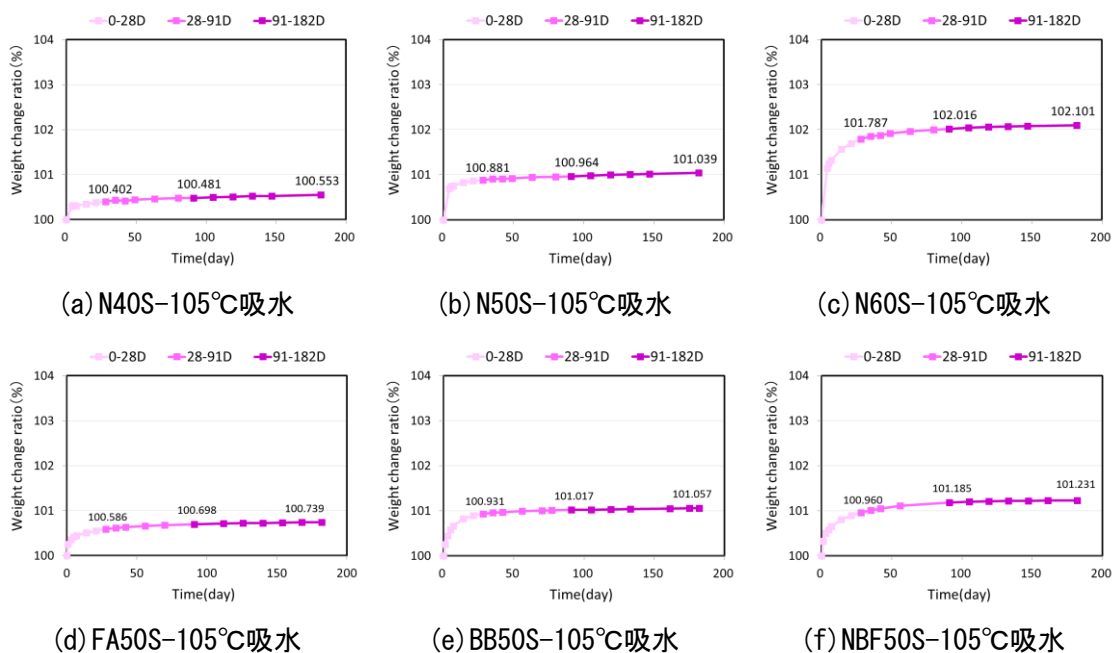 0-28D 28-91D 91-182D
Weight change ratio (%)
104
103
102
101
100
100.402 100.481 100.553
0 50 100 150 200
Time(day)
(a)N40S-105℃吸水
0-28D 28-91D 91-182D
Weight change ratio (%)
104
103
102
101
100
100.881 100.964 101.039
0 50 100 150 200
Time(day)
(b)N50S-105℃吸水
0-28D 28-91D 91-182D
Weight change ratio (%)
104
103
102
101
100
101.787 102.016 102.101
0 50 100 150 200
Time(day)
(c)N60S-105℃吸水
0-28D 28-91D 91-182D
Weight change ratio (%)
104
103
102
101
100
100.586 100.698 100.739
0 50 100 150 200
Time(day)
(d)FA50S-105℃吸水
0-28D 28-91D 91-182D
Weight change ratio (%)
104
103
102
101
100
100.931 101.017 101.057
0 50 100 150 200
Time(day)
(e)BB50S-105℃吸水
0-28D 28-91D 91-182D
Weight change ratio (%)
104
103
102
101
100
100.960 101.185 101.231
0 50 100 150 200
Time(day)
(f)NBF50S-105℃吸水